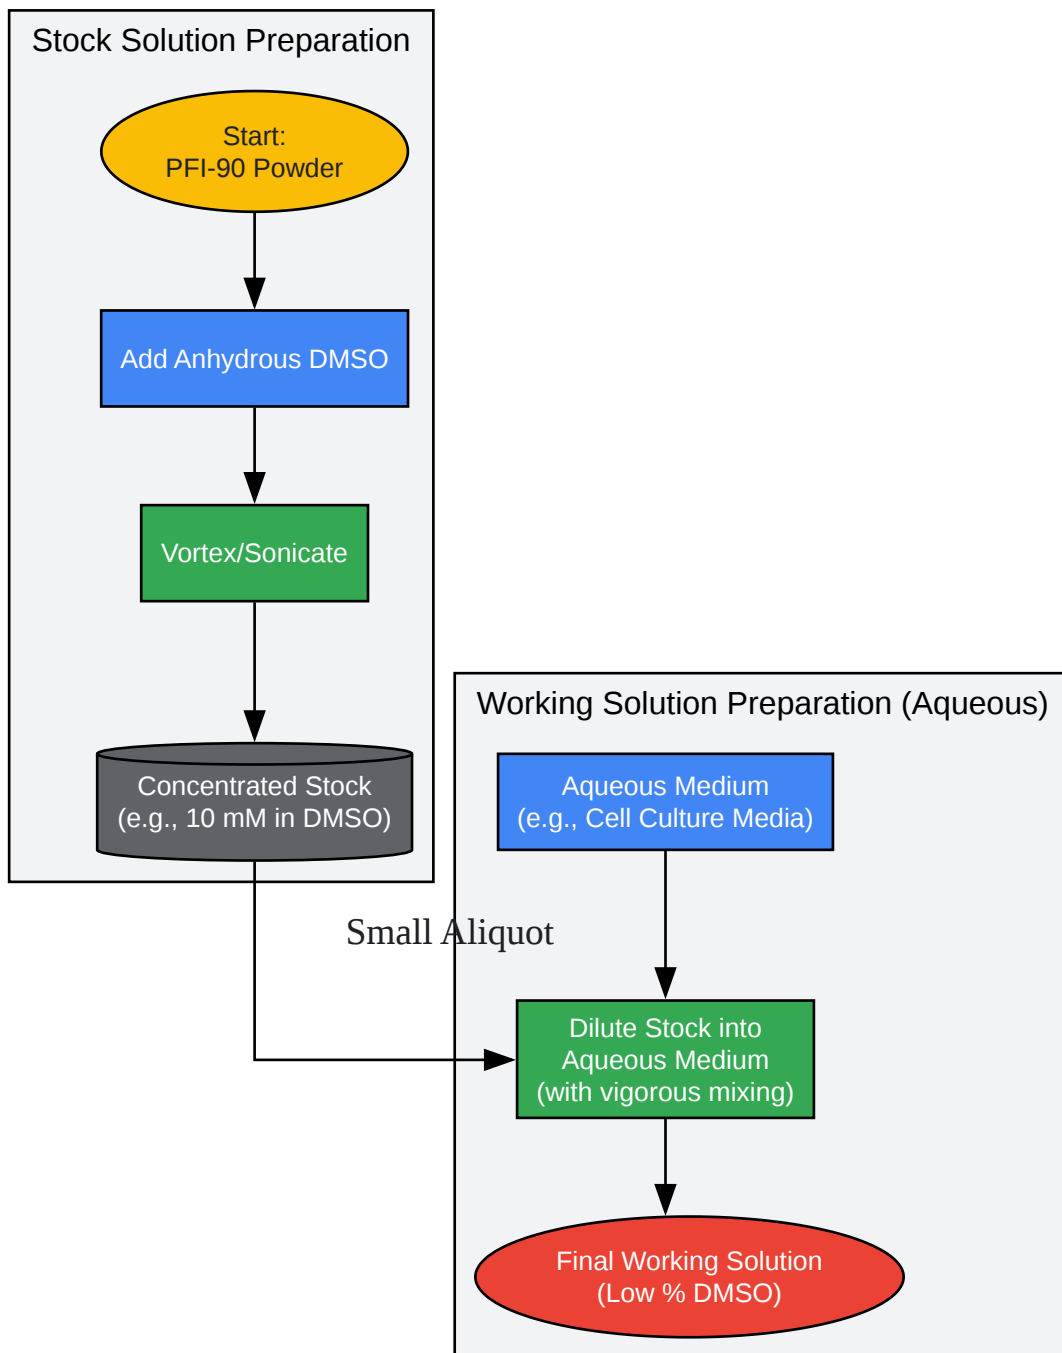 Stock Solution Preparation
Start:
PFI-90 Powder
Add Anhydrous DMSO
Vortex/Sonicate
Concentrated Stock
(e.g., 10 mM in DMSO)
Small Aliquot
Working Solution Preparation (Aqueous)
Aqueous Medium
(e.g., Cell Culture Media)
Dilute Stock into
Aqueous Medium
(with vigorous mixing)
Final Working Solution
(Low % DMSO)